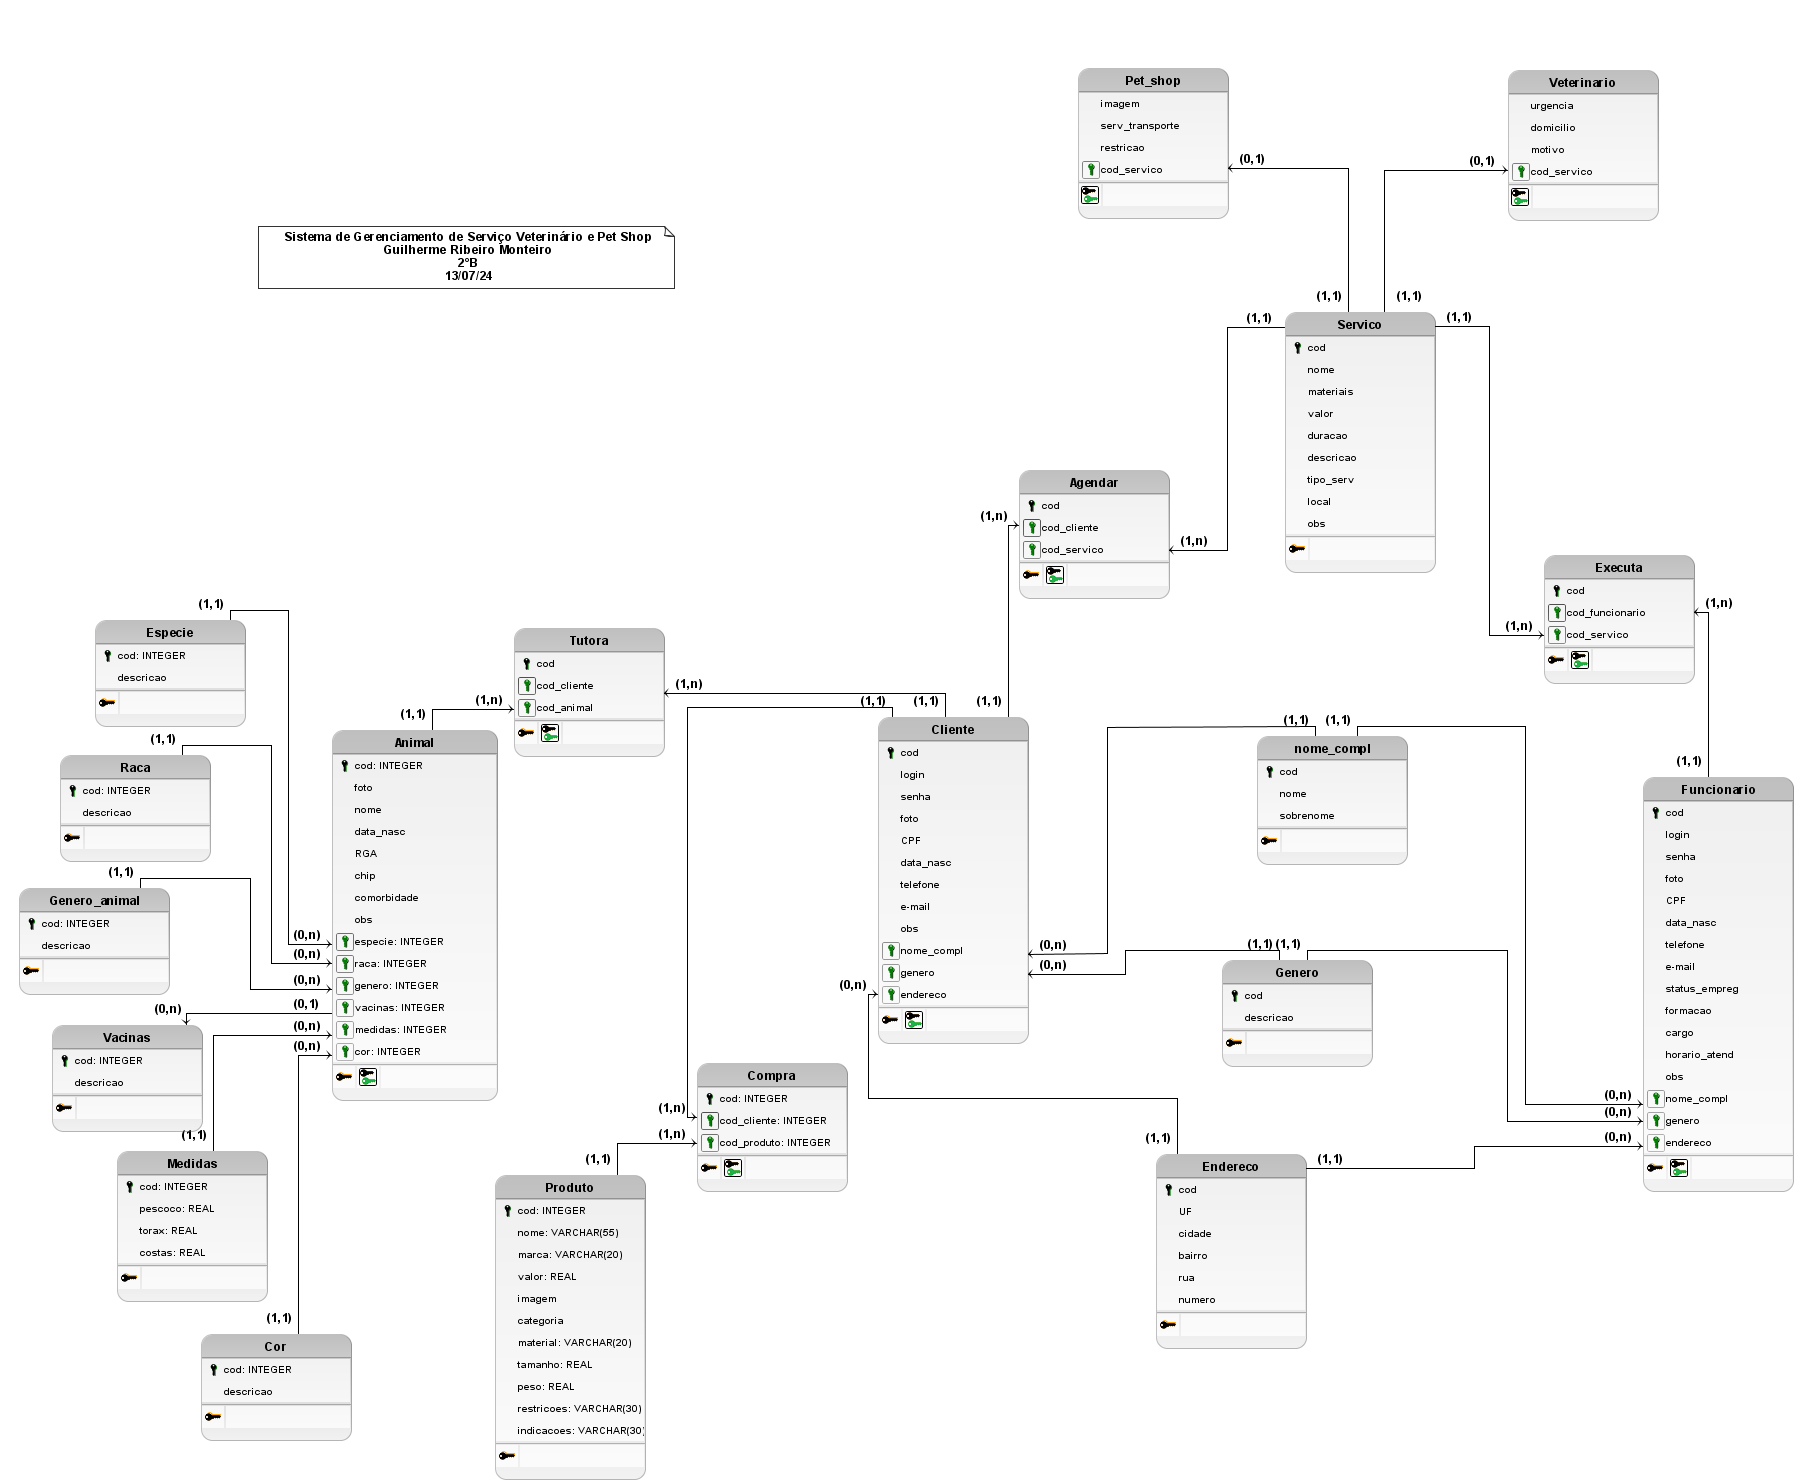 Sistema de Gerenciamento de Serviço Veterinário e Pet Shop
Guilherme Ribeiro Monteiro
2°B
13/07/24
Pet_shop
imagem
serv_transporte
restricao
cod_servico
(0,1)
(1,1)
Veterinario
urgencia
domicilio
motivo
cod_servico
(0,1)
(1,1)
Servico
cod
nome
materiais
valor
duracao
descricao
tipo_serv
local
obs
(1,1)
(1,1)
Agendar
cod
cod_cliente
cod_servico
(1,n)
(1,n)
Executa
cod
cod_funcionario
cod_servico
(1,n)
(1,n)
Tutora
cod
cod_cliente
cod_animal
(1,n)
(1,n)
Especie
cod: INTEGER
descricao
(1,1)
Raca
cod: INTEGER
descricao
(1,1)
Genero_animal
cod: INTEGER
descricao
(1,1)
Vacinas
cod: INTEGER
descricao
(0,n)
Medidas
cod: INTEGER
pescoco: REAL
torax: REAL
costas: REAL
(1,1)
Cor
cod: INTEGER
descricao
(1,1)
Animal
cod: INTEGER
foto
nome
data_nasc
RGA
chip
comorbidade
obs
especie: INTEGER
raca: INTEGER
genero: INTEGER
vacinas: INTEGER
medidas: INTEGER
cor: INTEGER
(1,1)
(0,n)
(0,n)
(0,n)
(0,1)
(0,n)
(0,n)
Cliente
cod
login
senha
foto
CPF
data_nasc
telefone
e-mail
obs
nome_compl
genero
endereco
(1,1)
(1,1)
(1,1)
(0,n)
(0,n)
(0,n)
nome_compl
cod
nome
sobrenome
(1,1)
(1,1)
Genero
cod
descricao
(1,1)
(1,1)
Funcionario
cod
login
senha
foto
CPF
data_nasc
telefone
e-mail
status_empreg
formacao
cargo
horario_atend
obs
nome_compl
genero
endereco
(1,1)
(0,n)
(0,n)
(0,n)
Compra
cod: INTEGER
cod_cliente: INTEGER
cod_produto: INTEGER
(1,n)
(1,n)
Produto
cod: INTEGER
nome: VARCHAR(55)
marca: VARCHAR(20)
valor: REAL
imagem
categoria
material: VARCHAR(20)
tamanho: REAL
peso: REAL
restricoes: VARCHAR(30)
indicacoes: VARCHAR(30)
(1,1)
Endereco
cod
UF
cidade
bairro
rua
numero
(1,1)
(1,1)